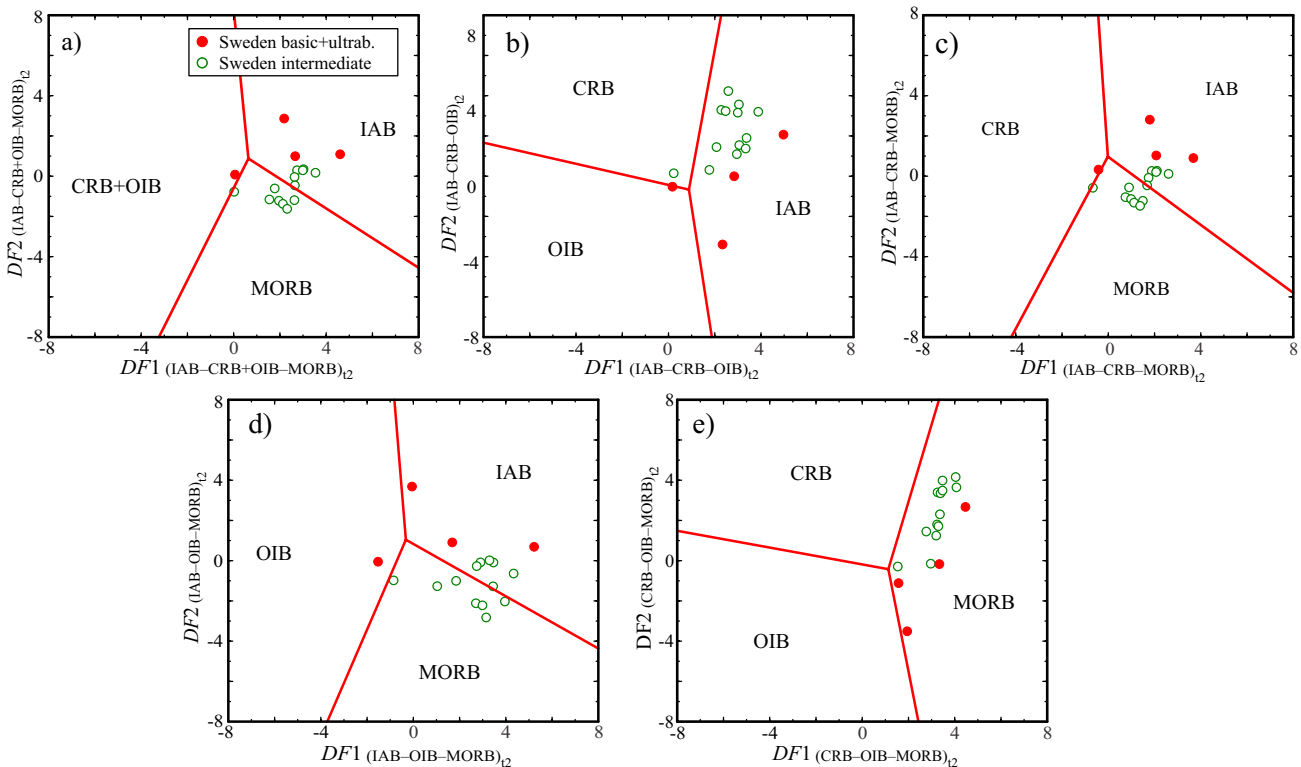 a)
Sweden basic+ultrab.
Sweden intermediate
8
4
0
-4
-8
IAB
CRB+OIB
MORB
DF2 (IAB–CRB+OIB–MORB)t2
-8
-4
0
4
8
DF1 (IAB–CRB+OIB–MORB)t2
b)
8
4
0
-4
-8
CRB
IAB
OIB
DF2 (IAB–CRB–OIB)t2
-8
-4
0
4
8
DF1 (IAB–CRB–OIB)t2
c)
8
4
0
-4
-8
IAB
CRB
MORB
DF2 (IAB–CRB–MORB)t2
-8
-4
0
4
8
DF1 (IAB–CRB–MORB)t2
d)
8
4
0
-4
-8
IAB
OIB
MORB
DF2 (IAB–OIB–MORB)t2
-8
-4
0
4
8
DF1 (IAB–OIB–MORB)t2
e)
8
4
0
-4
-8
CRB
MORB
OIB
DF2 (CRB–OIB–MORB)t2
-8
-4
0
4
8
DF1 (CRB–OIB–MORB)t2